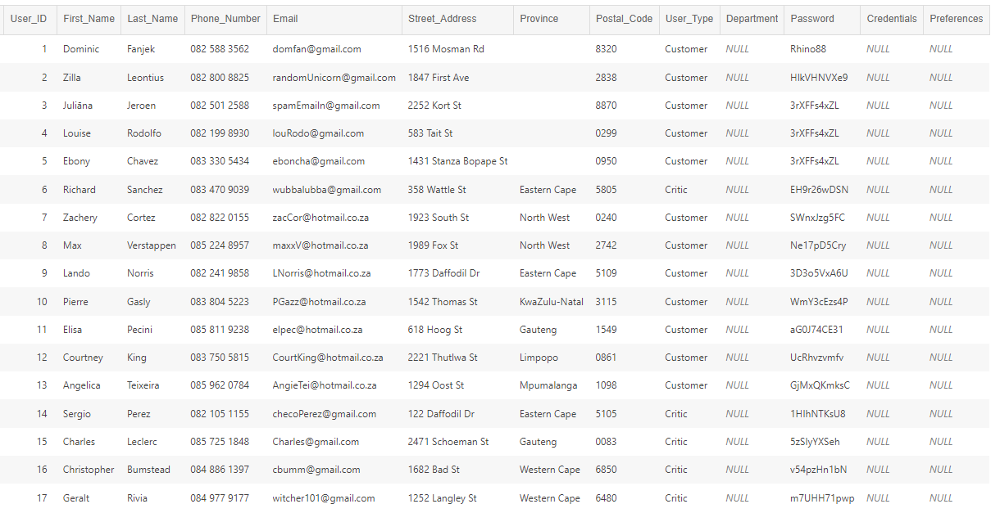 User_ID First_Name Last_Name Phone_Number Email Street_Address Province Postal_Code User_Type Department Password Credentials Preferences
1 Dominic Fanjek 082 588 3562 domfan@gmail.com 1516 Mosman Rd 8320 Customer NULL Rhino88 NULL NULL
2 Zilla Leontius 082 800 8825 randomUnicorn@gmail.com 1847 First Ave 2838 Customer NULL HIkVHNVXe9 NULL NULL
3 Juliāna Jeroen 082 501 2588 spamEmailn@gmail.com 2252 Kort St 8870 Customer NULL 3rXFFs4xZL NULL NULL
4 Louise Rodolfo 082 199 8930 louRodo@gmail.com 583 Tait St 0299 Customer NULL 3rXFFs4xZL NULL NULL
5 Ebony Chavez 083 330 5434 eboncha@gmail.com 1431 Stanza Bopape St 0950 Customer NULL 3rXFFs4xZL NULL NULL
6 Richard Sanchez 083 470 9039 wubbalubba@gmail.com 358 Wattle St Eastern Cape 5805 Critic NULL EH9r26wDSN NULL NULL
7 Zachery Cortez 082 822 0155 zacCor@hotmail.co.za 1923 South St North West 0240 Customer NULL SWnxJzg5FC NULL NULL
8 Max Verstappen 085 224 8957 maxxV@hotmail.co.za 1989 Fox St North West 2742 Customer NULL Ne17pD5Cry NULL NULL
9 Lando Norris 082 241 9858 LNorris@hotmail.co.za 1773 Daffodil Dr Eastern Cape 5109 Customer NULL 3D3o5VxA6U NULL NULL
10 Pierre Gasly 083 804 5223 PGazz@hotmail.co.za 1542 Thomas St KwaZulu-Natal 3115 Customer NULL WmY3cEzs4P NULL NULL
11 Elisa Pecini 085 811 9238 elpec@hotmail.co.za 618 Hoog St Gauteng 1549 Customer NULL aG0J74CE31 NULL NULL
12 Courtney King 083 750 5815 CourtKing@hotmail.co.za 2221 Thutlwa St Limpopo 0861 Customer NULL UcRhvzvmfv NULL NULL
13 Angelica Teixeira 085 962 0784 AngieTei@hotmail.co.za 1294 Oost St Mpumalanga 1098 Customer NULL GjMxQKmksC NULL NULL
14 Sergio Perez 082 105 1155 checoPerez@gmail.com 122 Daffodil Dr Eastern Cape 5105 Critic NULL 1HIhNTKsU8 NULL NULL
15 Charles Leclerc 085 725 1848 Charles@gmail.com 2471 Schoeman St Gauteng 0083 Critic NULL 5zSIyYXSeh NULL NULL
16 Christopher Bumstead 084 886 1397 cbumm@gmail.com 1682 Bad St Western Cape 6850 Critic NULL v54pzHn1bN NULL NULL
17 Geralt Rivia 084 977 9177 witcher101@gmail.com 1252 Langley St Western Cape 6480 Critic NULL m7UHH71pwp NULL NULL